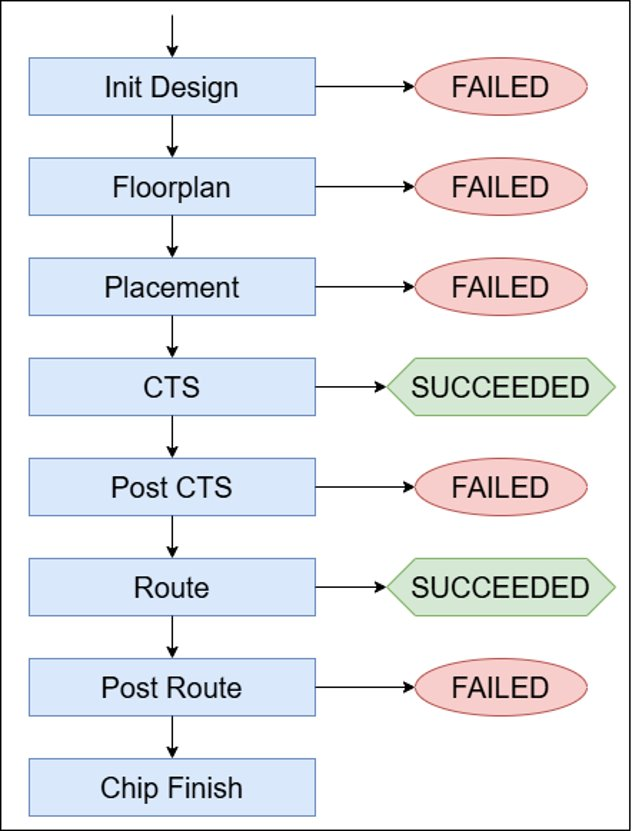 Init Design
FAILED
Floorplan
FAILED
Placement
FAILED
CTS
SUCCEEDED
Post CTS
FAILED
Route
SUCCEEDED
Post Route
FAILED
Chip Finish